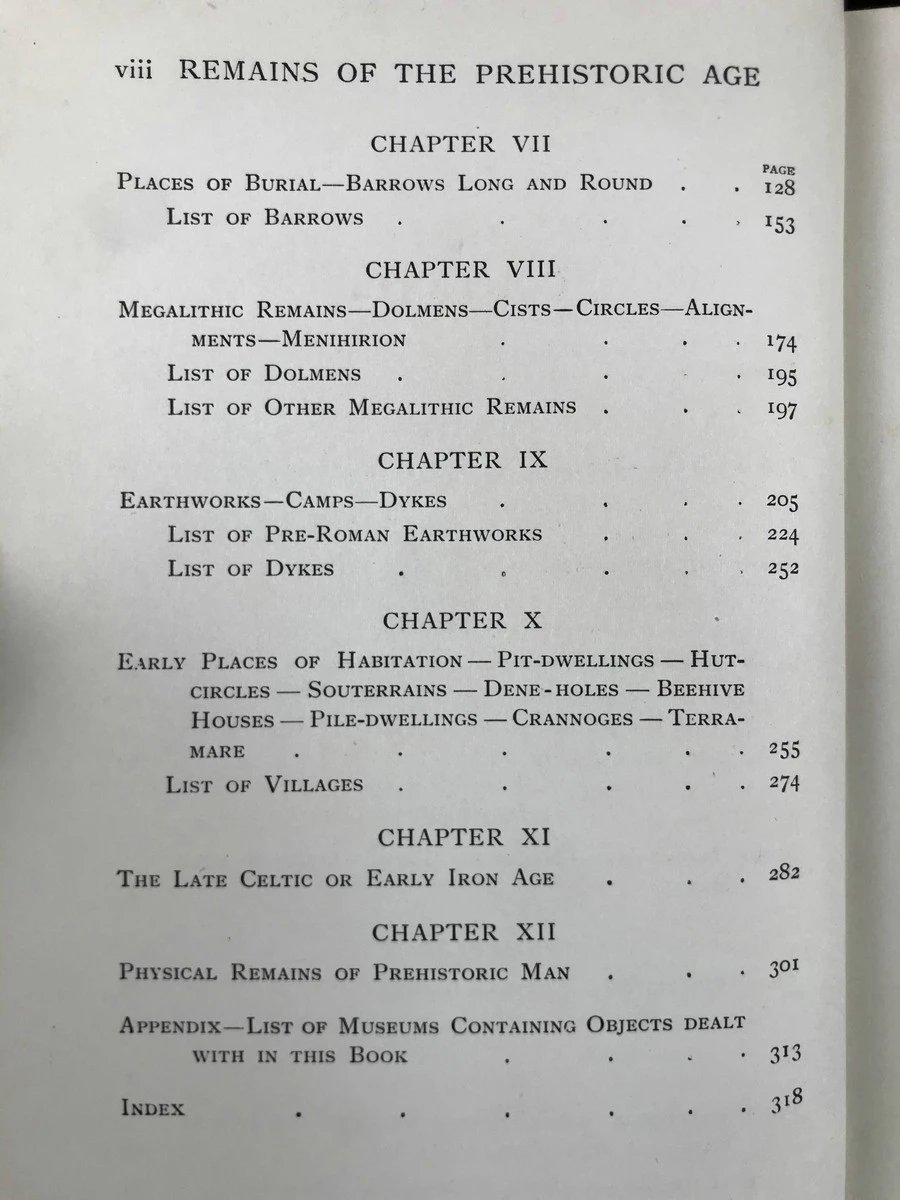 viii REMAINS OF THE PREHISTORIC AGE
CHAPTER VII
PAGE
PLACES OF BURIAL—BARROWS LONG AND ROUND . . 128
LIST OF BARROWS . . . . . 153
CHAPTER VIII
MEGALITHIC REMAINS—DOLMENS—CISTS—CIRCLES—ALIGN-
MENTS—MENIHIRION . . . . 174
LIST OF DOLMENS . . . . 195
LIST OF OTHER MEGALITHIC REMAINS . . . 197
CHAPTER IX
EARTHWORKS—CAMPS—DYKES . . . . 205
LIST OF PRE-ROMAN EARTHWORKS . . . 224
LIST OF DYKES . . . . . 252
CHAPTER X
EARLY PLACES OF HABITATION — PIT-DWELLINGS — HUT-
CIRCLES — SOUTERRAINS — DENE-HOLES — BEEHIVE
HOUSES — PILE-DWELLINGS — CRANNOGES — TERRA-
MARE . . . . . . 255
LIST OF VILLAGES . . . . . 274
CHAPTER XI
THE LATE CELTIC OR EARLY IRON AGE . . . 282
CHAPTER XII
PHYSICAL REMAINS OF PREHISTORIC MAN . . . 301
APPENDIX—LIST OF MUSEUMS CONTAINING OBJECTS DEALT
WITH IN THIS BOOK . . . . 313
INDEX . . . . . . 318